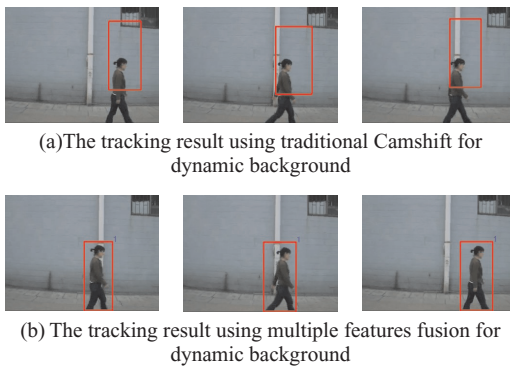 (a)The tracking result using traditional Camshift for
dynamic background
(b) The tracking result using multiple features fusion for
dynamic background